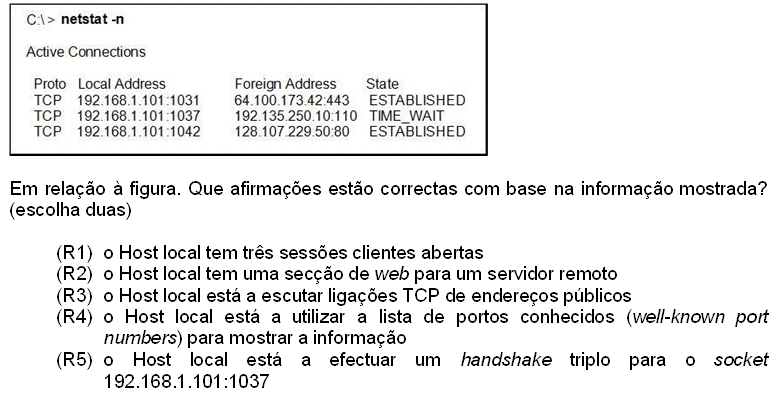 C:\> netstat -n
Active Connections
Proto Local Address Foreign Address State
TCP 192.168.1.101:1031 64.100.173.42:443 ESTABLISHED
TCP 192.168.1.101:1037 192.135.250.10:110 TIME_WAIT
TCP 192.168.1.101:1042 128.107.229.50:80 ESTABLISHED
Em relação à figura. Que afirmações estão correctas com base na informação mostrada?
(escolha duas)
(R1) o Host local tem três sessões clientes abertas
(R2) o Host local tem uma secção de web para um servidor remoto
(R3) o Host local está a escutar ligações TCP de endereços públicos
(R4) o Host local está a utilizar a lista de portos conhecidos (well-known port
numbers) para mostrar a informação
(R5) o Host local está a efectuar um handshake triplo para o socket
192.168.1.101:1037